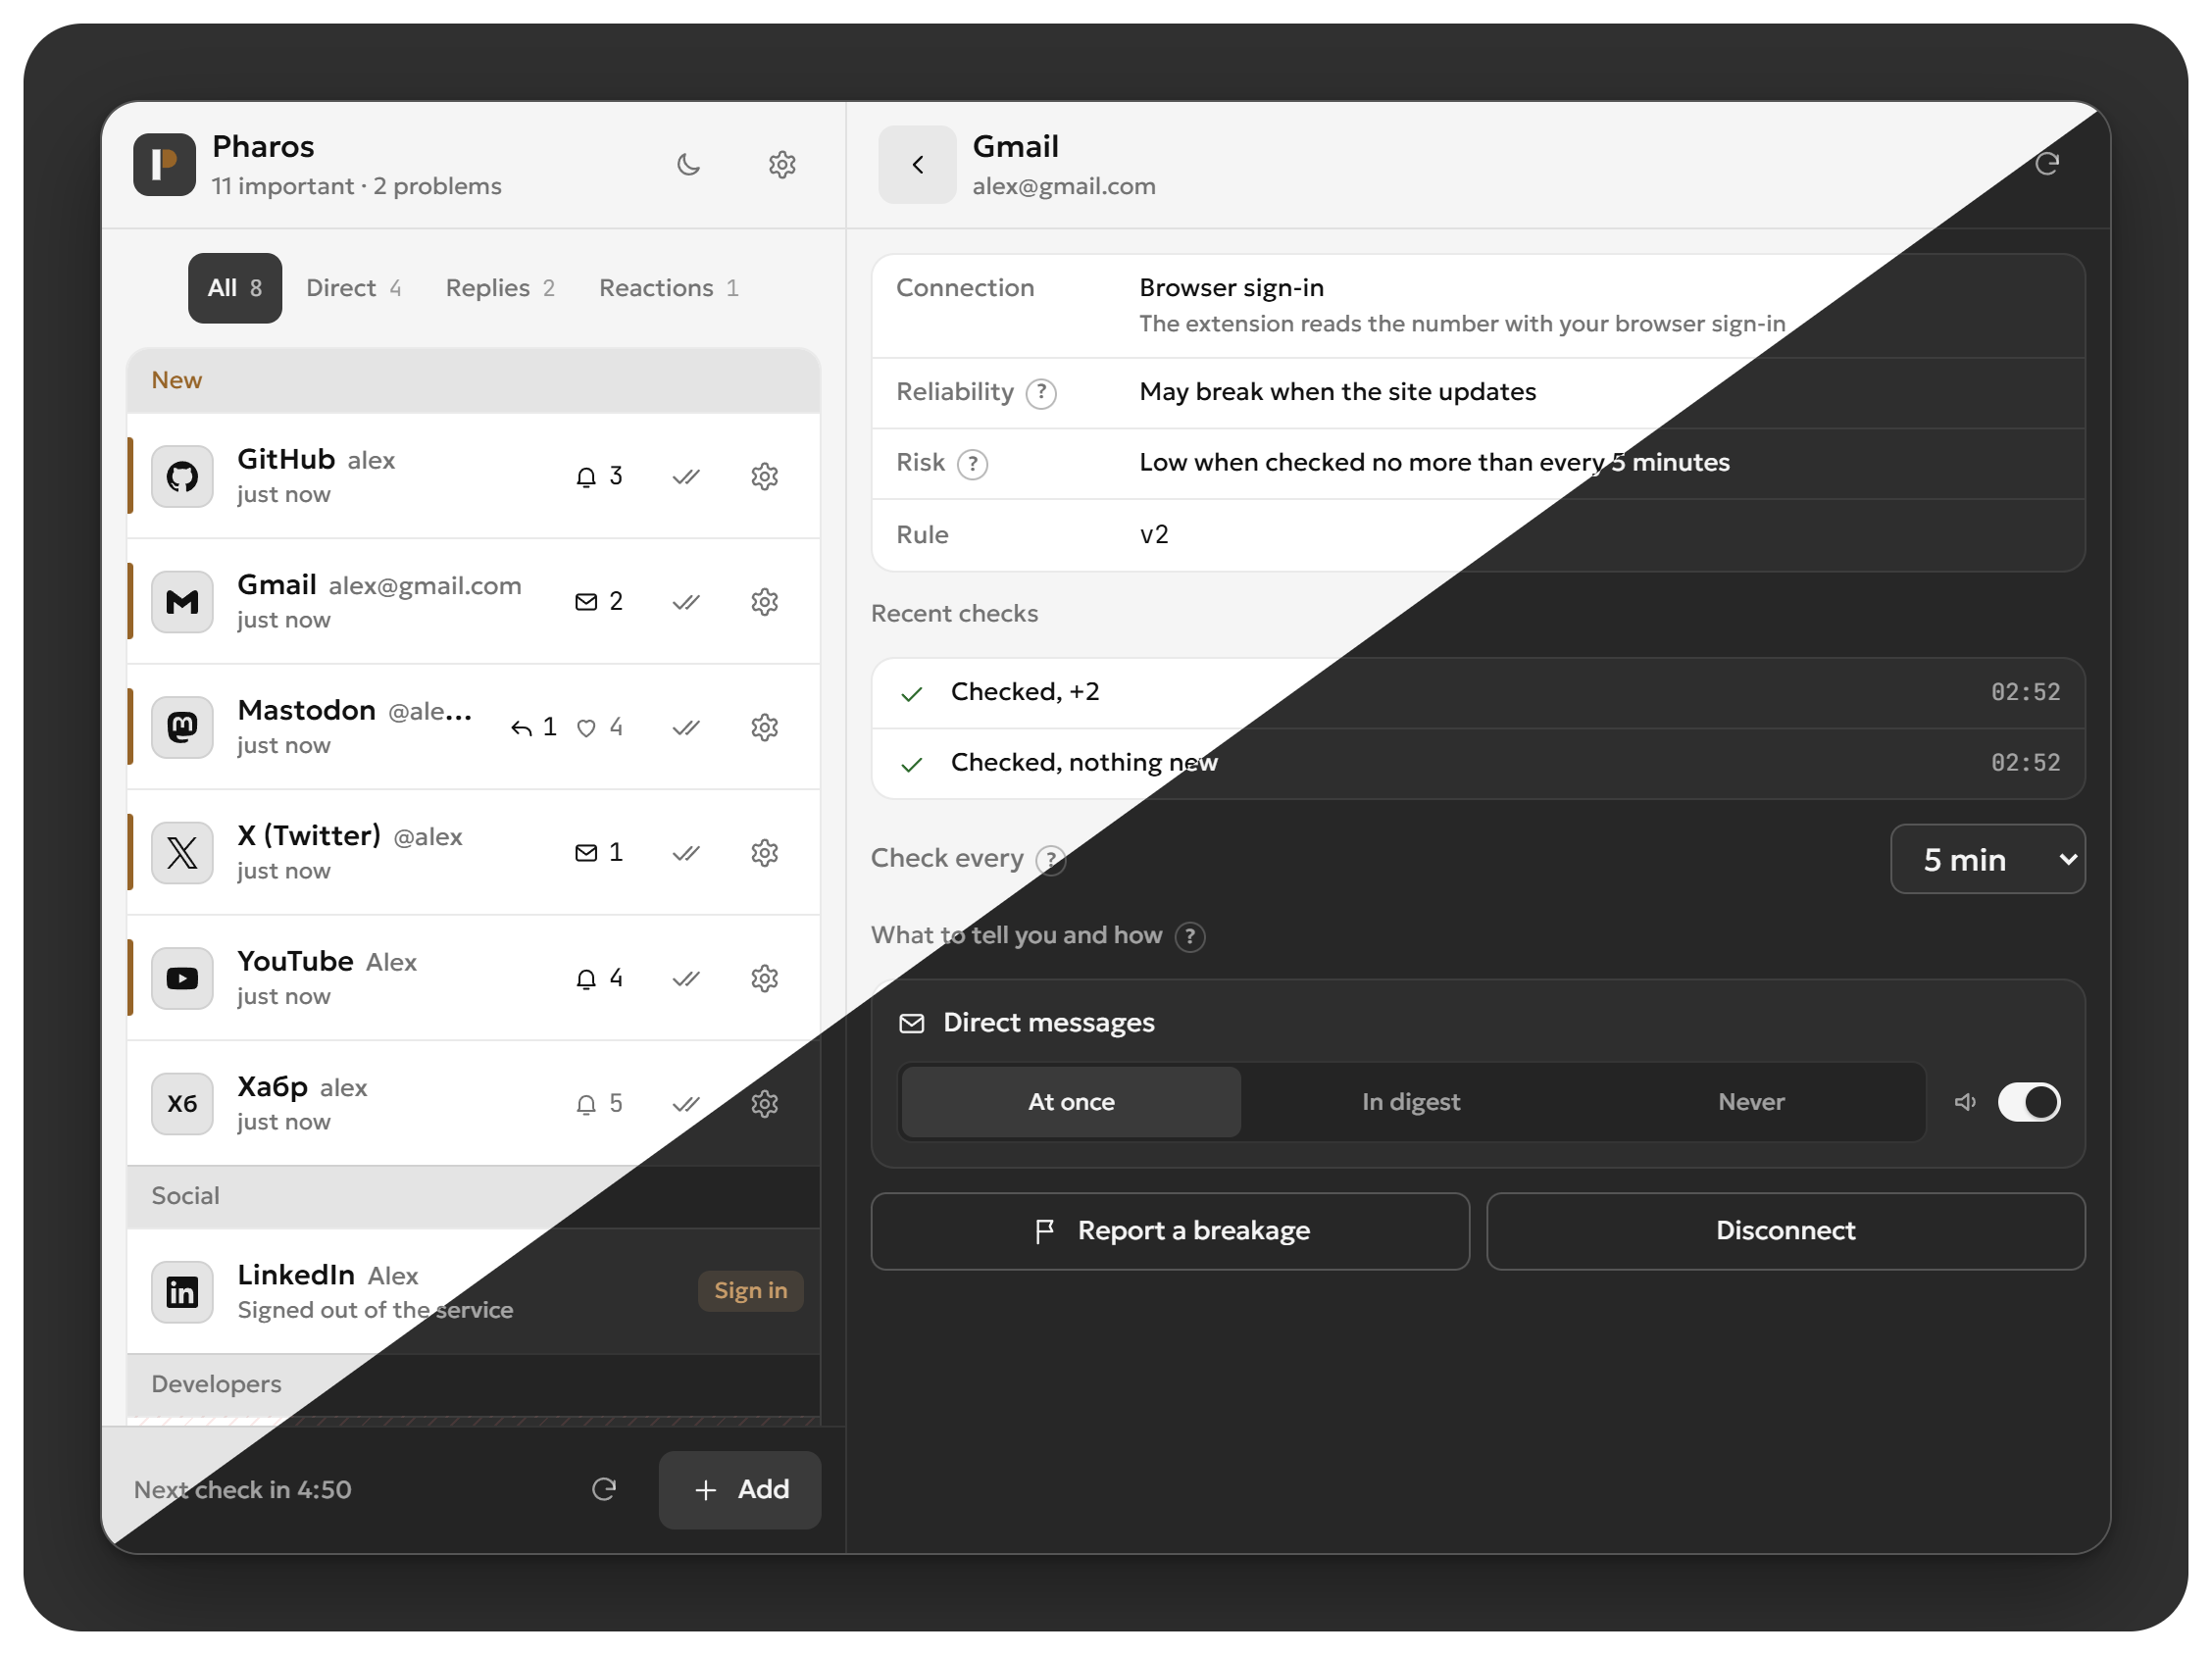 Pharos
11 important · 2 problems
All 8
Direct 4
Replies 2
Reactions 1
New
GitHub alex
just now
3
Gmail alex@gmail.com
just now
2
Mastodon @ale...
just now
1
4
X (Twitter) @alex
just now
1
YouTube Alex
just now
4
Хабр alex
just now
Хб
5
Social
LinkedIn Alex
Signed out of the service
Sign in
Developers
Next check in 4:50
Add
Gmail
alex@gmail.com
Connection
Browser sign-in
The extension reads the number with your browser sign-in
Reliability ?
May break when the site updates
Risk ?
Low when checked no more than every 5 minutes
Rule
v2
Recent checks
Checked, +2
02:52
Checked, nothing new
02:52
Check every ?
5 min
What to tell you and how ?
Direct messages
At once
In digest
Never
Report a breakage
Disconnect